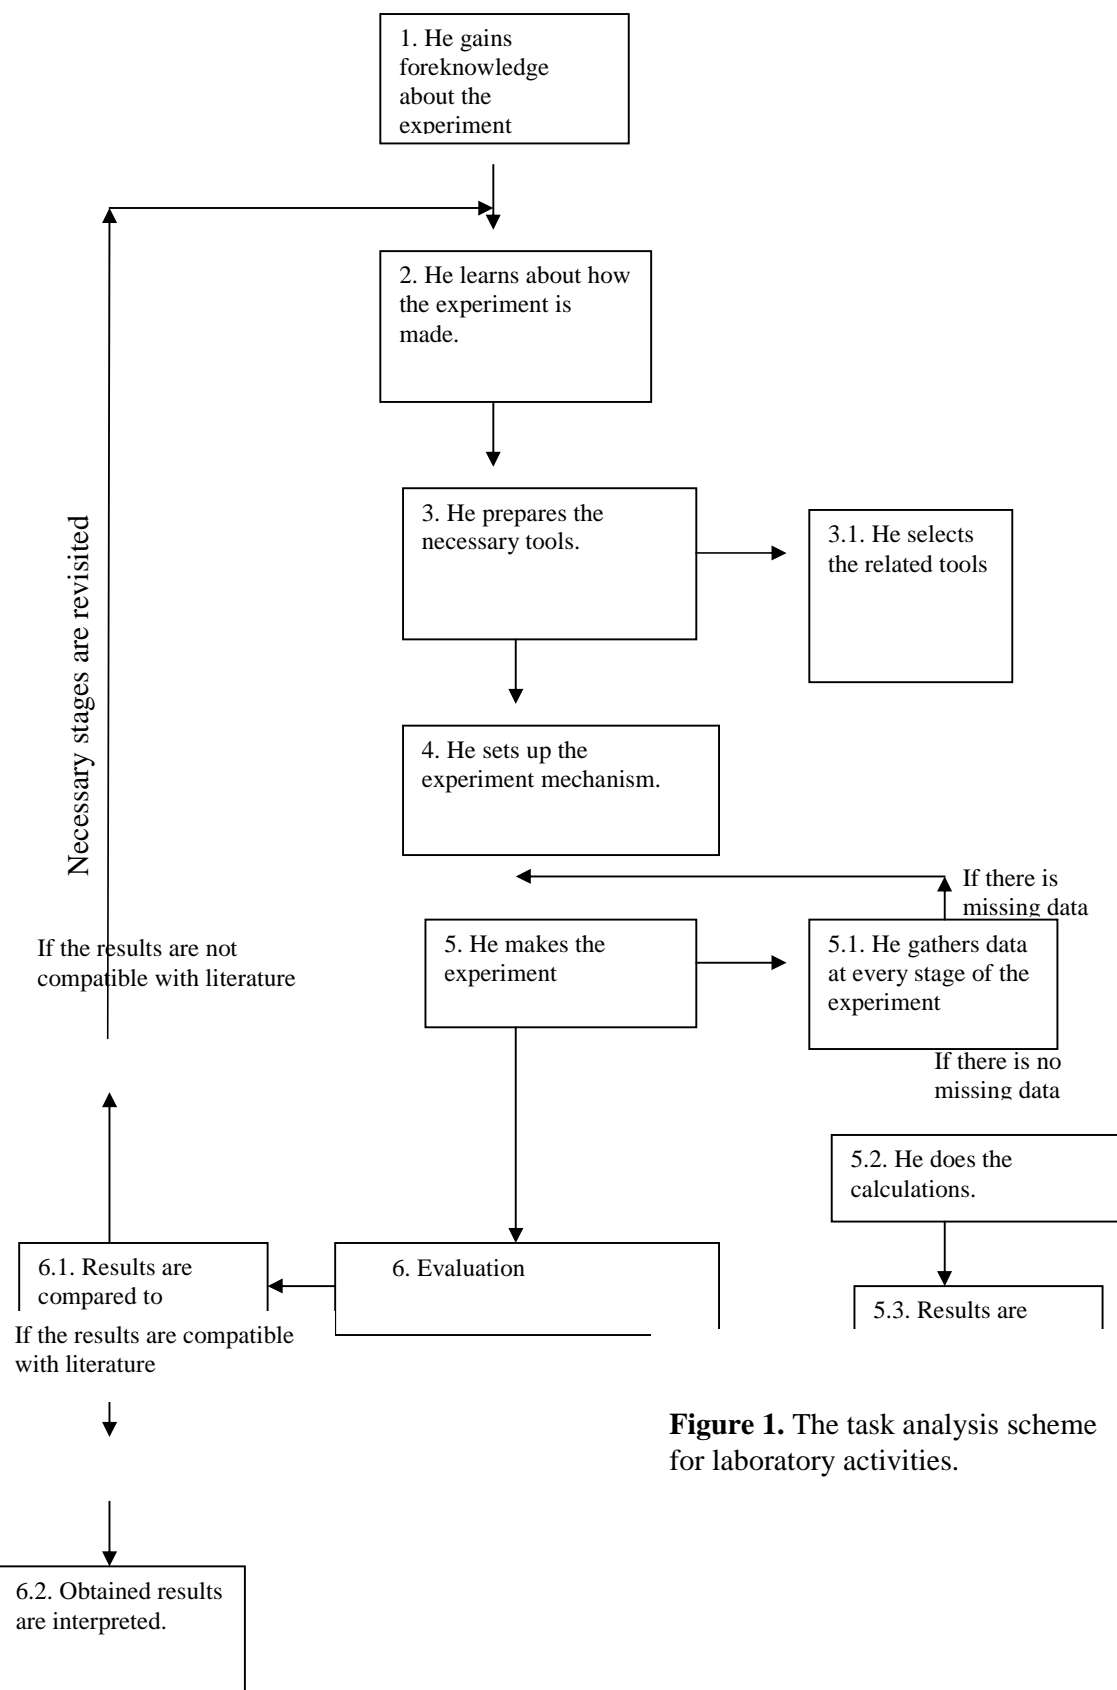 1. He gains
foreknowledge
about the
experiment
2. He learns about how
the experiment is
made.
3. He prepares the
necessary tools.
3.1. He selects
the related tools
4. He sets up the
experiment mechanism.
Necessary stages are revisited
If there is
missing data
If the results are not
compatible with literature
5. He makes the
experiment
5.1. He gathers data
at every stage of the
experiment
If there is no
missing data
5.2. He does the
calculations.
6.1. Results are
compared to
6. Evaluation
5.3. Results are
If the results are compatible
with literature
Figure 1. The task analysis scheme
for laboratory activities.
6.2. Obtained results
are interpreted.